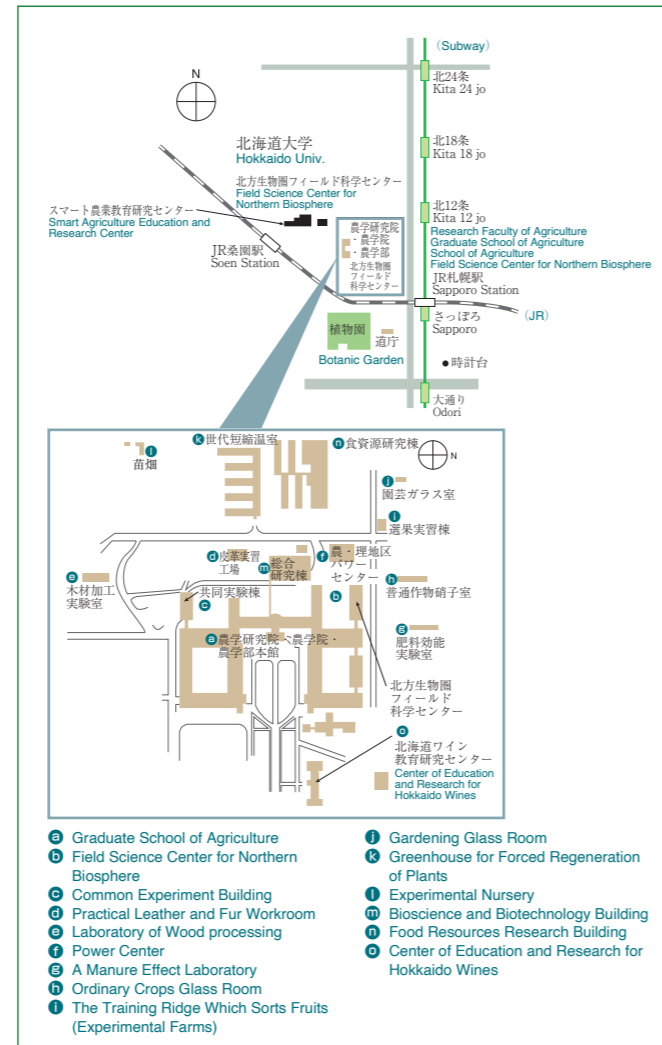 (Subway)
N
北24条
Kita 24 jo
北18条
Kita 18 jo
北海道大学
Hokkaido Univ.
北方生物圏フィールド科学センター
Field Science Center for
Northern Biosphere
スマート農業教育研究センター
Smart Agriculture Education and
Research Center
北12条
Kita 12 jo
Research Faculty of Agriculture
Graduate School of Agriculture
School of Agriculture
Field Science Center for Northern Biosphere
農学研究院
・農学院
・農学部
北方生物圏
フィールド
科学センター
JR桑園駅
Soen Station
JR札幌駅
Sapporo Station
さっぽろ
Sapporo
(JR)
植物園
道庁
Botanic Garden
時計台
大通り
Odori
k 世代短縮温室
n 食資源研究棟
N
l
苗畑
j
園芸ガラス室
i
選果実習棟
d 皮革実習
工場
m 総合
研究棟
f 農・理地区
パワー
センター
e
木材加工
実験室
共同実験棟
c
b
h
普通作物硝子室
a 農学研究院・農学院・
農学部本館
g
肥料効能
実験室
北方生物圏
フィールド
科学センター
o
北海道ワイン
教育研究センター
Center of Education
and Research for
Hokkaido Wines
a Graduate School of Agriculture
b Field Science Center for Northern
Biosphere
c Common Experiment Building
d Practical Leather and Fur Workroom
e Laboratory of Wood processing
f Power Center
g A Manure Effect Laboratory
h Ordinary Crops Glass Room
i The Training Ridge Which Sorts Fruits
(Experimental Farms)
j Gardening Glass Room
k Greenhouse for Forced Regeneration
of Plants
l Experimental Nursery
m Bioscience and Biotechnology Building
n Food Resources Research Building
o Center of Education and Research for
Hokkaido Wines